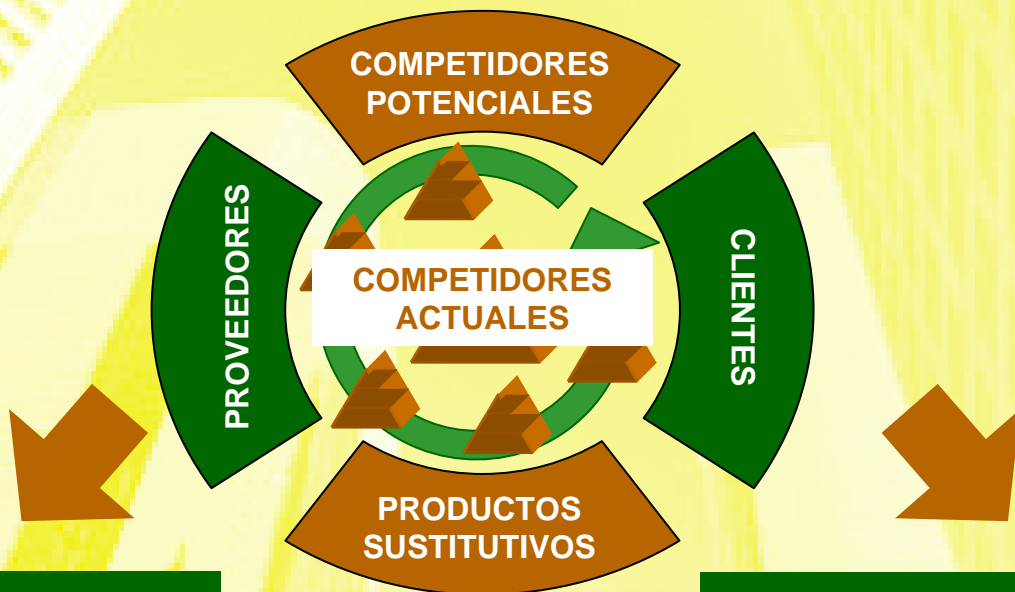 COMPETIDORES
POTENCIALES
PROVEEDORES
COMPETIDORES
ACTUALES
CLIENTES
PRODUCTOS
SUSTITUTIVOS